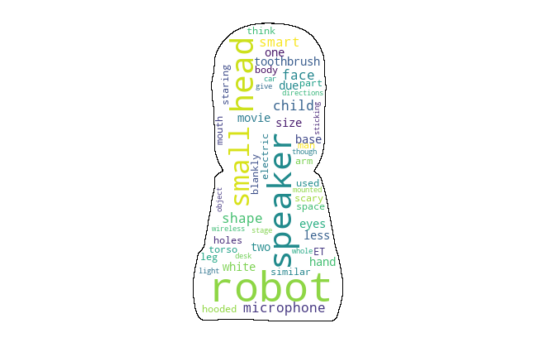 think
smart
one
toothbrush
body
face
car
give
due
part
directions
staring
small head
child
sticking
movie
size
mouth
base
electric
though
blankly
arm
speaker
used
mounted
object
scary
space
shape
eyes
wireless
stage
less
holes
two
torso
whole
ET
leg
desk
hand
white
light
similar
robot
hooded
microphone